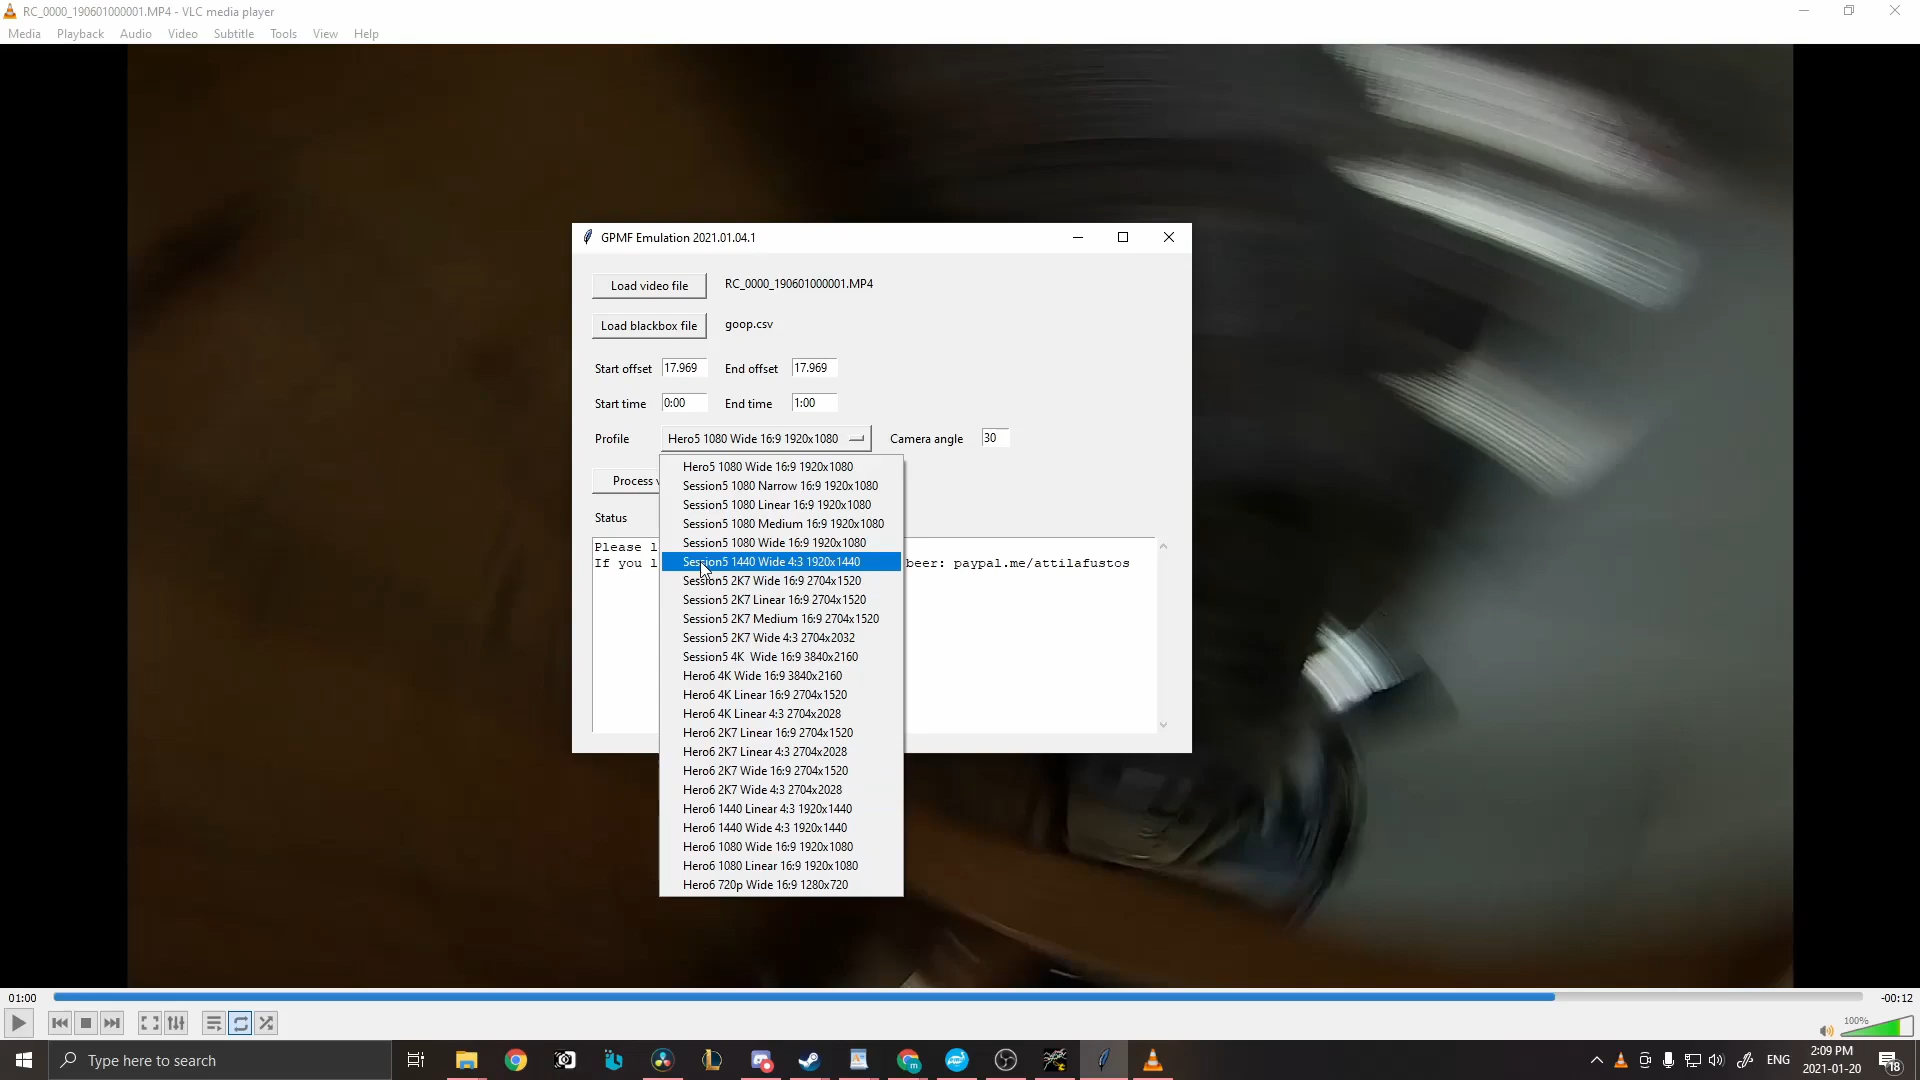 RC_0000_190601000001.MP4 - VLC media player
Media Playback Audio Video Subtitle Tools View Help
GPMF Emulation 2021.01.04.1
Load video file RC_0000_190601000001.MP4
Load blackbox file goop.csv
Start offset 17.969 End offset 17.969
Start time 0:00 End time 1:00
Profile Hero5 1080 Wide 16:9 1920x1080 Camera angle 30
Hero5 1080 Wide 16:9 1920x1080
Process v Session5 1080 Narrow 16:9 1920x1080
Session5 1080 Linear 16:9 1920x1080
Status Session5 1080 Medium 16:9 1920x1080
Please l Session5 1080 Wide 16:9 1920x1080
If you l Session5 1440 Wide 4:3 1920x1440 beer: paypal.me/attilafustos
Session5 2K7 Wide 16:9 2704x1520
Session5 2K7 Linear 16:9 2704x1520
Session5 2K7 Medium 16:9 2704x1520
Session5 2K7 Wide 4:3 2704x2032
Session5 4K Wide 16:9 3840x2160
Hero6 4K Wide 16:9 3840x2160
Hero6 4K Linear 16:9 2704x1520
Hero6 4K Linear 4:3 2704x2028
Hero6 2K7 Linear 16:9 2704x1520
Hero6 2K7 Linear 4:3 2704x2028
Hero6 2K7 Wide 16:9 2704x1520
Hero6 2K7 Wide 4:3 2704x2028
Hero6 1440 Linear 4:3 1920x1440
Hero6 1440 Wide 4:3 1920x1440
Hero6 1080 Wide 16:9 1920x1080
Hero6 1080 Linear 16:9 1920x1080
Hero6 720p Wide 16:9 1280x720
01:00 -00:12
100%
Type here to search ENG 2:09 PM
2021-01-20 18